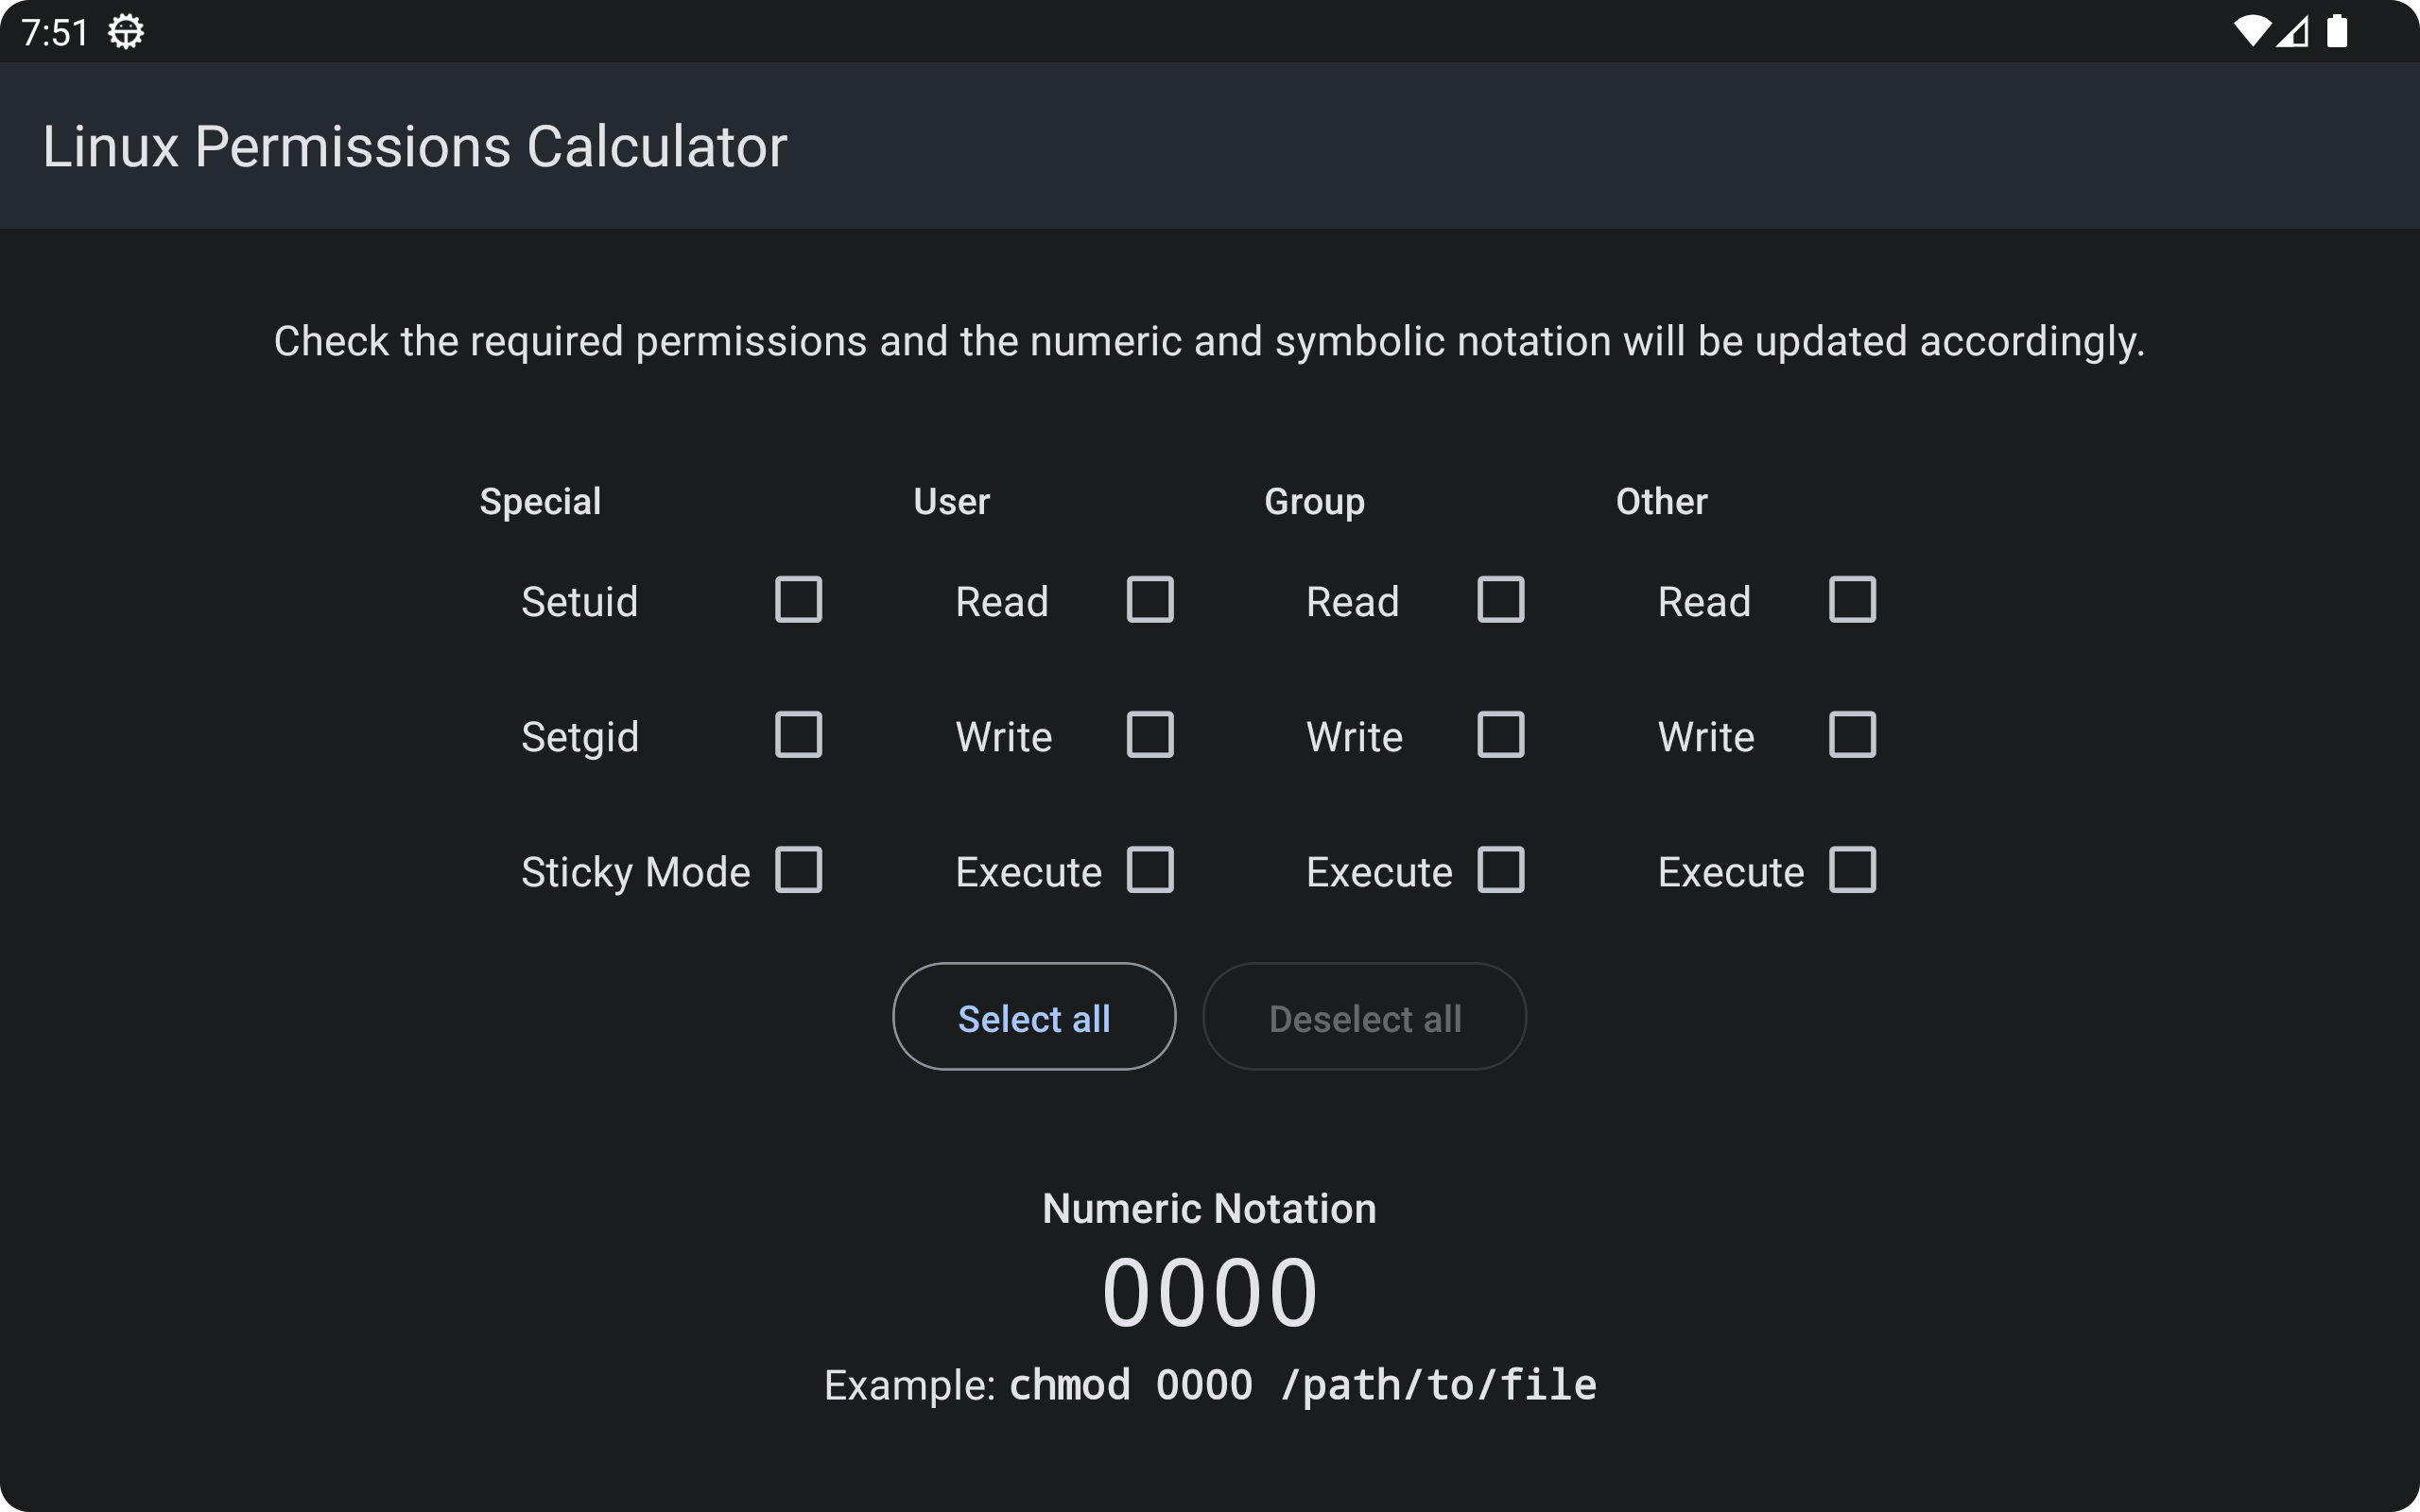 7:51
Linux Permissions Calculator
Check the required permissions and the numeric and symbolic notation will be updated accordingly.
Special User Group Other
Setuid Read Read Read
Setgid Write Write Write
Sticky Mode Execute Execute Execute
Select all Deselect all
Numeric Notation
0000
Example: chmod 0000 /path/to/file